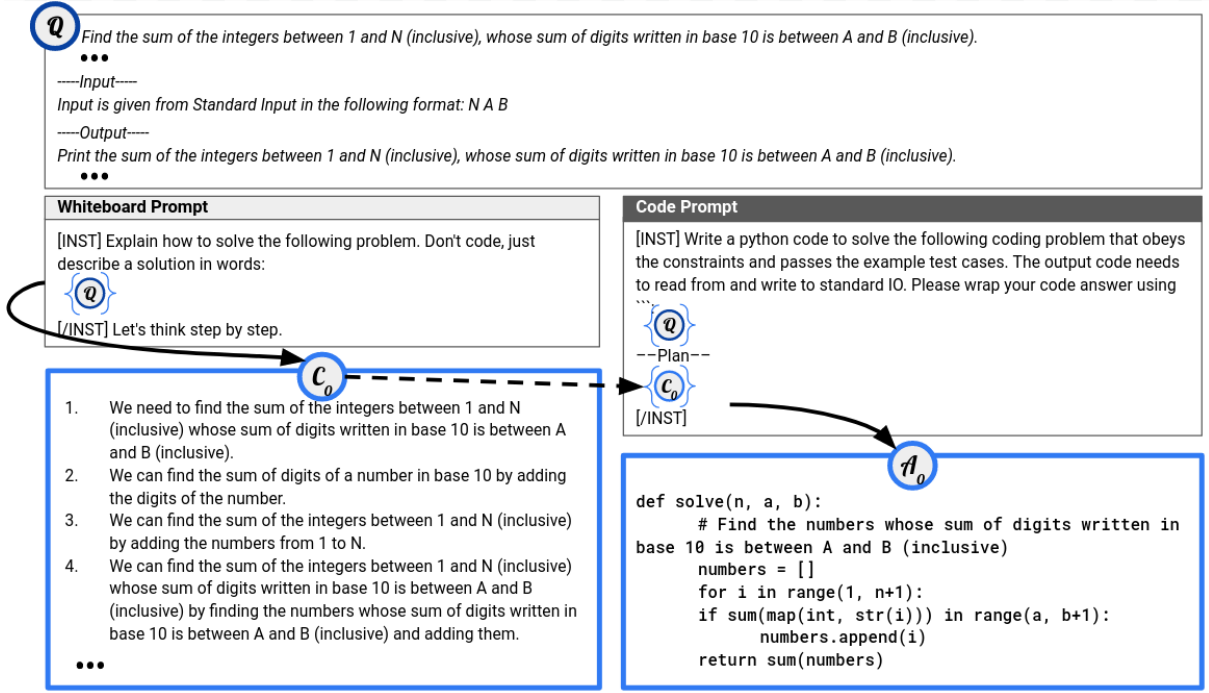 Q
Find the sum of the integers between 1 and N (inclusive), whose sum of digits written in base 10 is between A and B (inclusive).
•••
-----Input-----
Input is given from Standard Input in the following format: N A B
-----Output-----
Print the sum of the integers between 1 and N (inclusive), whose sum of digits written in base 10 is between A and B (inclusive).
•••
Whiteboard Prompt
[INST] Explain how to solve the following problem. Don't code, just
describe a solution in words:
{Q}
[/INST] Let's think step by step.
C0
1. We need to find the sum of the integers between 1 and N
(inclusive) whose sum of digits written in base 10 is between A
and B (inclusive).
2. We can find the sum of digits of a number in base 10 by adding
the digits of the number.
3. We can find the sum of the integers between 1 and N (inclusive)
by adding the numbers from 1 to N.
4. We can find the sum of the integers between 1 and N (inclusive)
whose sum of digits written in base 10 is between A and B
(inclusive) by finding the numbers whose sum of digits written in
base 10 is between A and B (inclusive) and adding them.
•••
Code Prompt
[INST] Write a python code to solve the following coding problem that obeys
the constraints and passes the example test cases. The output code needs
to read from and write to standard IO. Please wrap your code answer using
```:
{Q}
--Plan--
{C0}
[/INST]
A0
def solve(n, a, b):
# Find the numbers whose sum of digits written in
base 10 is between A and B (inclusive)
numbers = []
for i in range(1, n+1):
if sum(map(int, str(i))) in range(a, b+1):
numbers.append(i)
return sum(numbers)